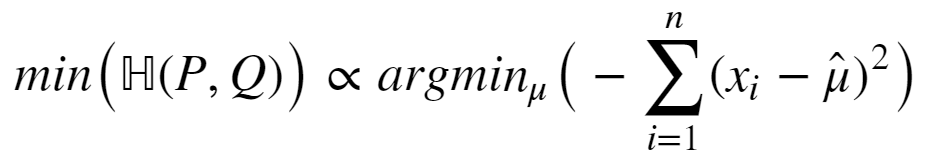 min(ℍ(P, Q)) ∝ argmin_μ( − ∑_{i=1}^{n}(x_i − μ̂)²)